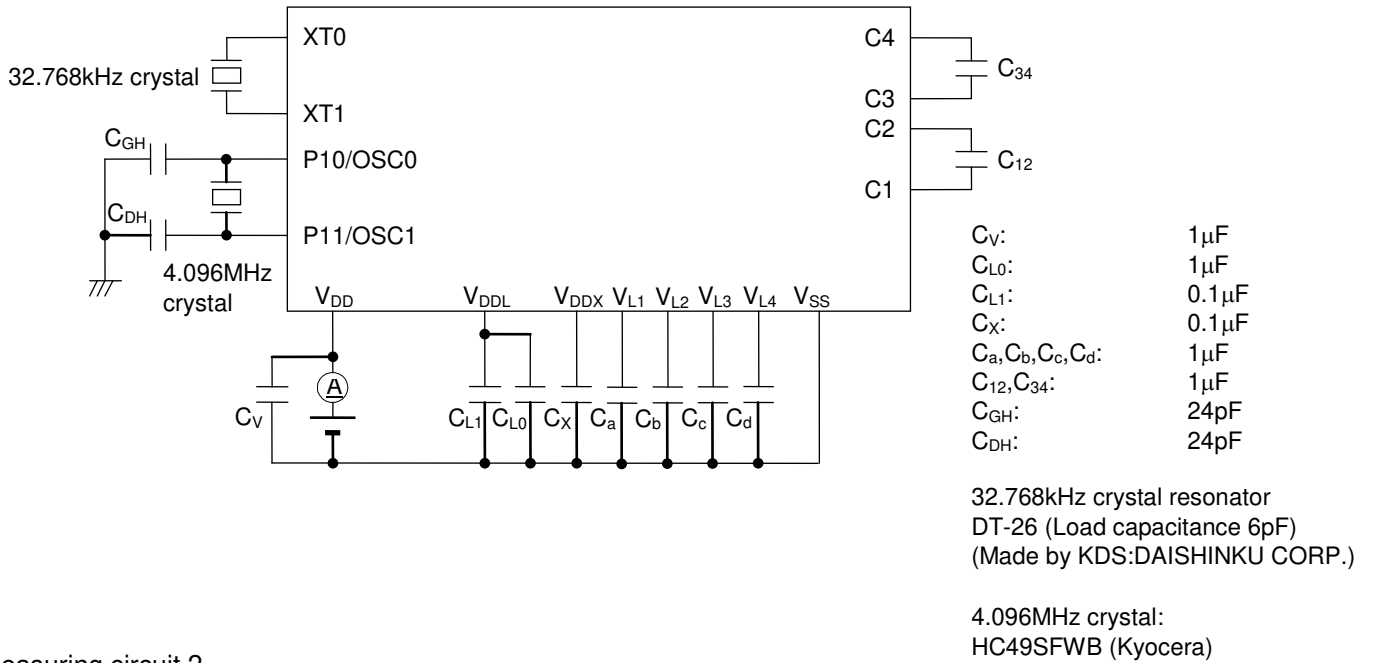 XT0
32.768kHz crystal
XT1
C4
C34
C3
C2
C12
C1
CGH
P10/OSC0
CDH
P11/OSC1
4.096MHz
crystal
VDD VDDL VDDX VL1 VL2 VL3 VL4 VSS
A
CV CL1 CL0 CX Ca Cb Cc Cd
CV: 1μF
CL0: 1μF
CL1: 0.1μF
CX: 0.1μF
Ca,Cb,Cc,Cd: 1μF
C12,C34: 1μF
CGH: 24pF
CDH: 24pF
32.768kHz crystal resonator
DT-26 (Load capacitance 6pF)
(Made by KDS:DAISHINKU CORP.)
4.096MHz crystal:
HC49SFWB (Kyocera)